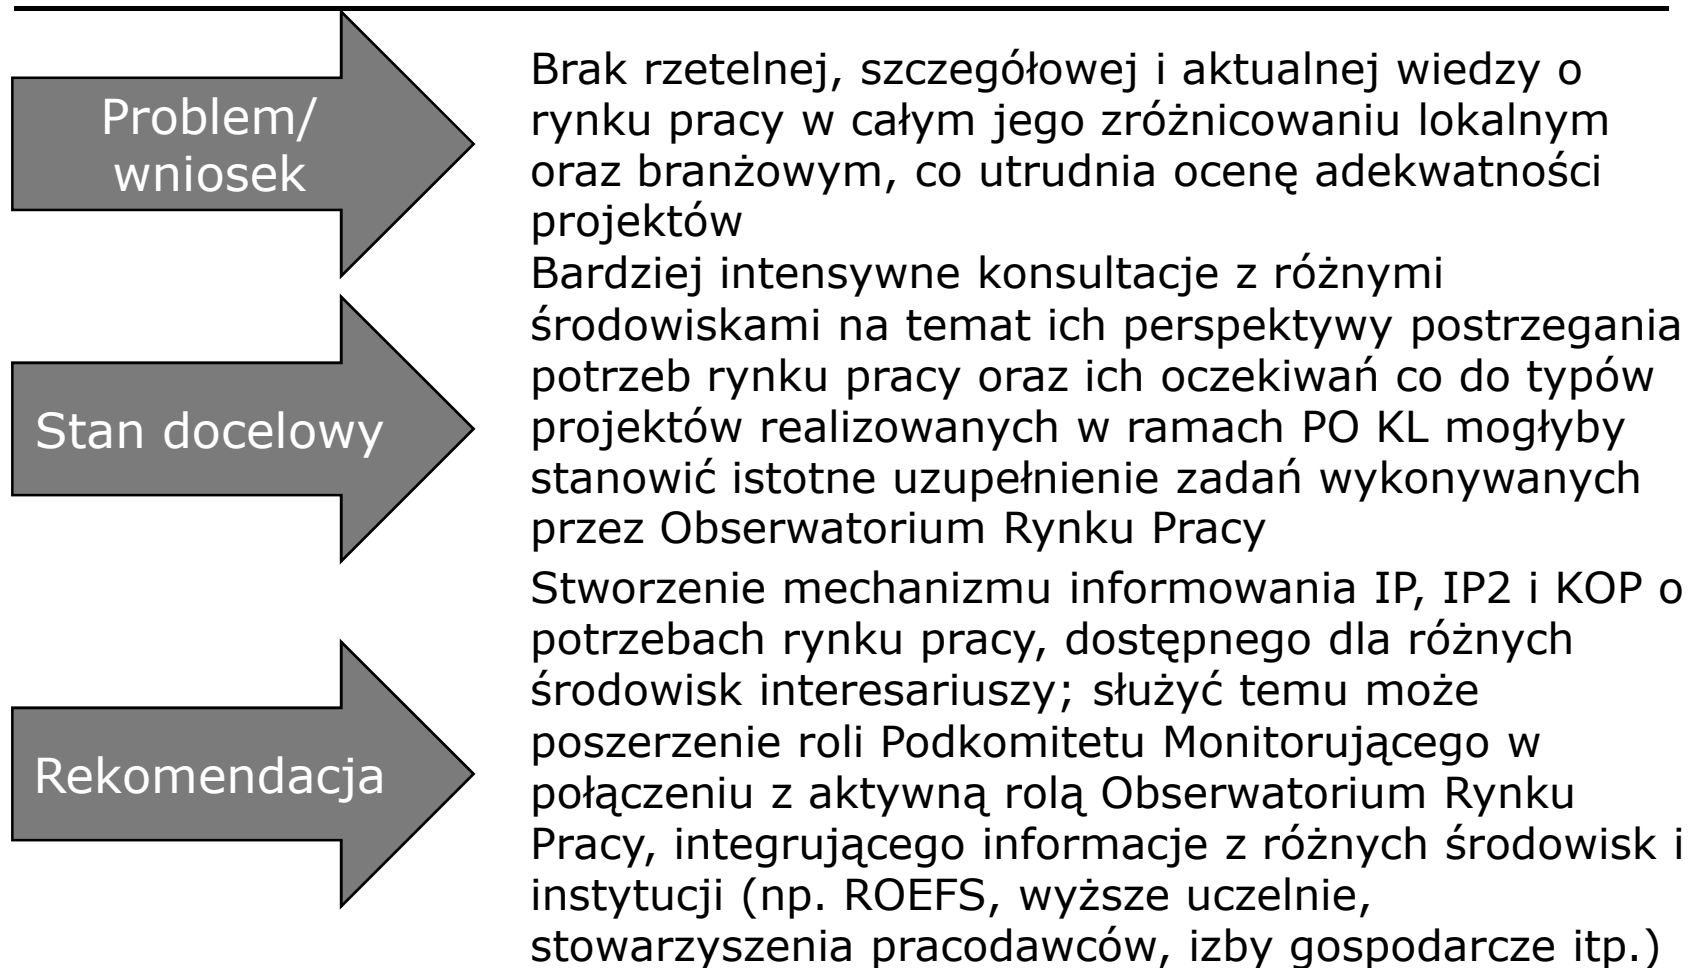 Problem/
wniosek
Brak rzetelnej, szczegółowej i aktualnej wiedzy o
rynku pracy w całym jego zróżnicowaniu lokalnym
oraz branżowym, co utrudnia ocenę adekwatności
projektów
Stan docelowy
Bardziej intensywne konsultacje z różnymi
środowiskami na temat ich perspektywy postrzegania
potrzeb rynku pracy oraz ich oczekiwań co do typów
projektów realizowanych w ramach PO KL mogłyby
stanowić istotne uzupełnienie zadań wykonywanych
przez Obserwatorium Rynku Pracy
Rekomendacja
Stworzenie mechanizmu informowania IP, IP2 i KOP o
potrzebach rynku pracy, dostępnego dla różnych
środowisk interesariuszy; służyć temu może
poszerzenie roli Podkomitetu Monitorującego w
połączeniu z aktywną rolą Obserwatorium Rynku
Pracy, integrującego informacje z różnych środowisk i
instytucji (np. ROEFS, wyższe uczelnie,
stowarzyszenia pracodawców, izby gospodarcze itp.)